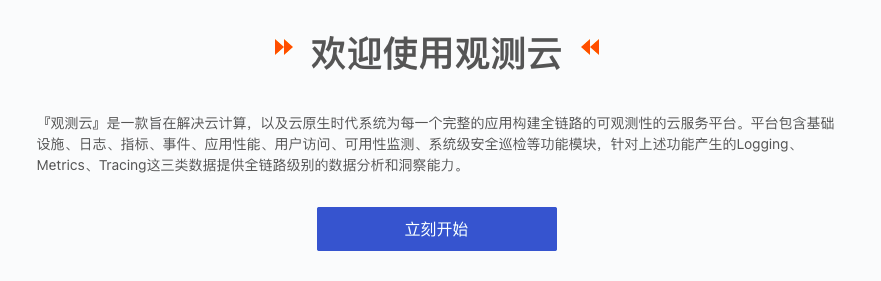 欢迎使用观测云
『观测云』是一款旨在解决云计算，以及云原生时代系统为每一个完整的应用构建全链路的可观测性的云服务平台。平台包含基础
设施、日志、指标、事件、应用性能、用户访问、可用性监测、系统级安全巡检等功能模块，针对上述功能产生的Logging、
Metrics、Tracing这三类数据提供全链路级别的数据分析和洞察能力。
立刻开始